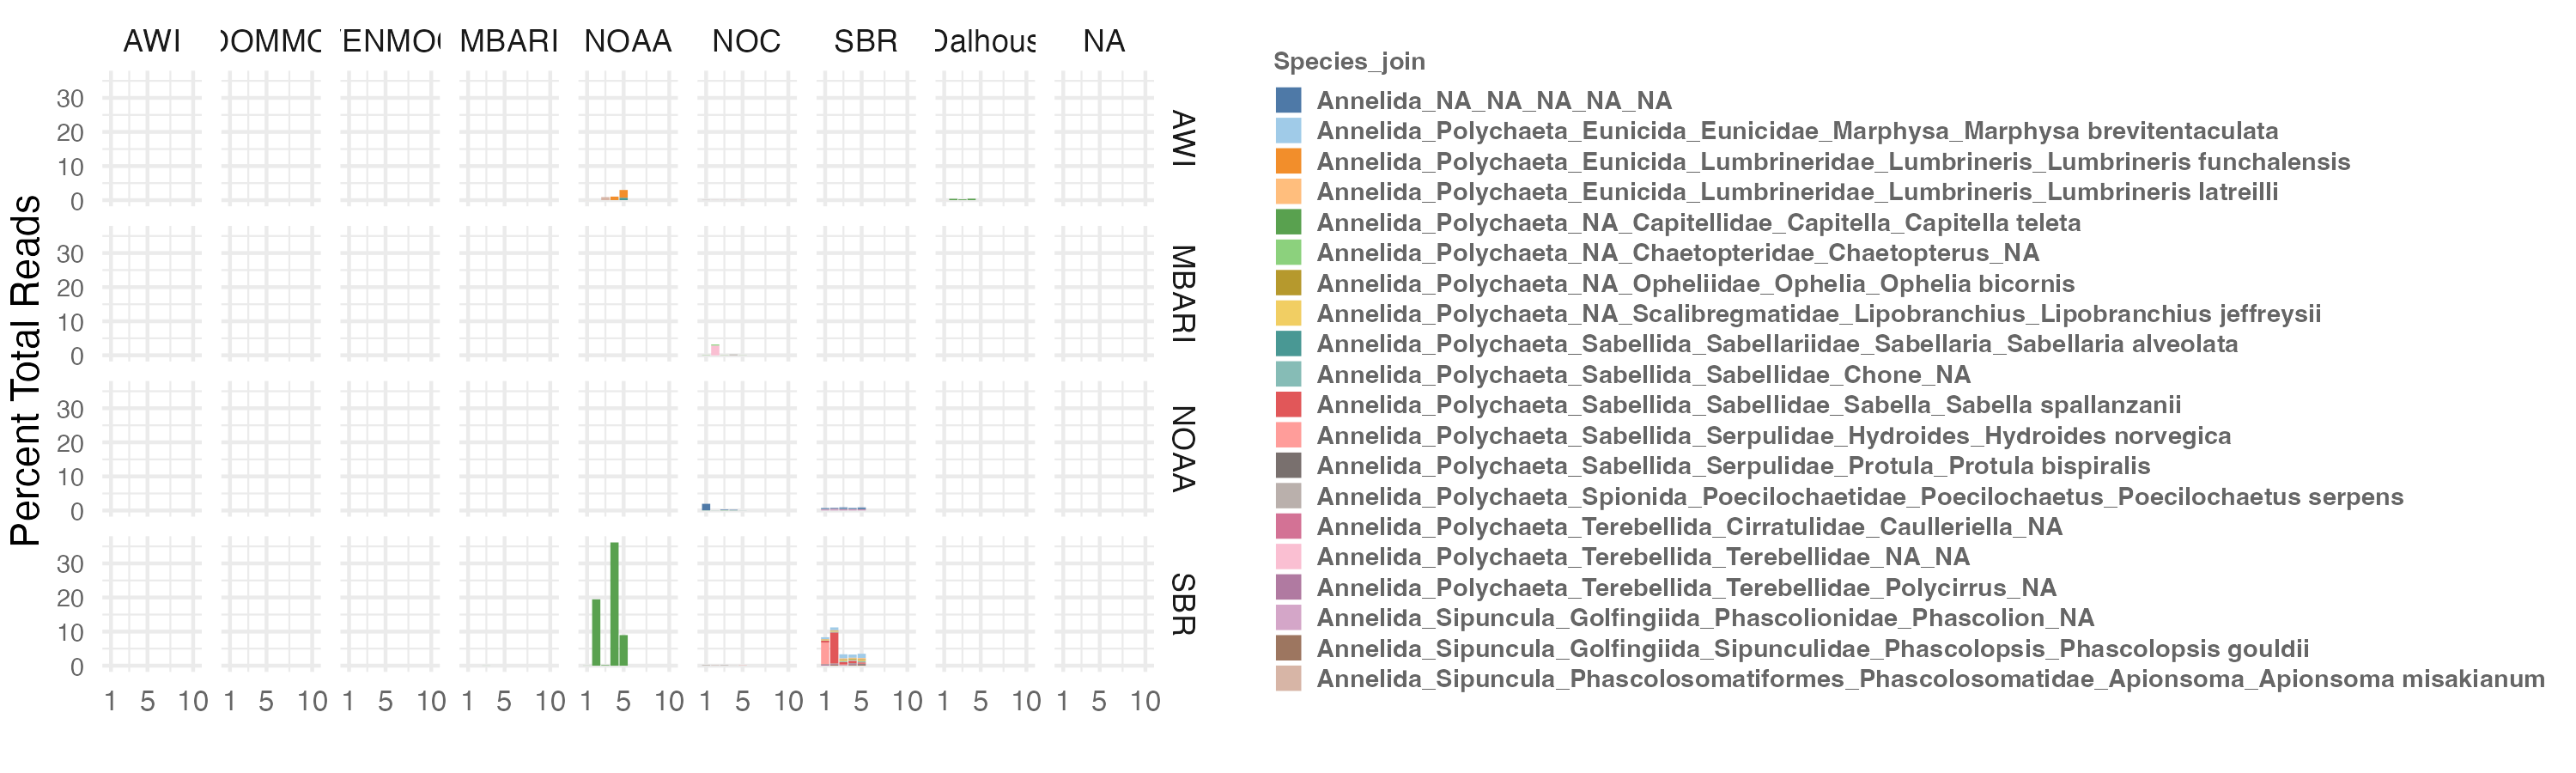 AWI OOMMC ENMO MBARI NOAA NOC SBR Dalhous NA
Percent Total Reads
30
20
10
0
AWI
30
20
10
0
MBARI
30
20
10
0
NOAA
30
20
10
0
SBR
1 5 10 1 5 10 1 5 10 1 5 10 1 5 10 1 5 10 1 5 10 1 5 10 1 5 10
Species_join
Annelida_NA_NA_NA_NA_NA
Annelida_Polychaeta_Eunicida_Eunicidae_Marphysa_Marphysa brevitentaculata
Annelida_Polychaeta_Eunicida_Lumbrineridae_Lumbrineris_Lumbrineris funchalensis
Annelida_Polychaeta_Eunicida_Lumbrineridae_Lumbrineris_Lumbrineris latreilli
Annelida_Polychaeta_NA_Capitellidae_Capitella_Capitella teleta
Annelida_Polychaeta_NA_Chaetopteridae_Chaetopterus_NA
Annelida_Polychaeta_NA_Opheliidae_Ophelia_Ophelia bicornis
Annelida_Polychaeta_NA_Scalibregmatidae_Lipobranchius_Lipobranchius jeffreysii
Annelida_Polychaeta_Sabellida_Sabellariidae_Sabellaria_Sabellaria alveolata
Annelida_Polychaeta_Sabellida_Sabellidae_Chone_NA
Annelida_Polychaeta_Sabellida_Sabellidae_Sabella_Sabella spallanzanii
Annelida_Polychaeta_Sabellida_Serpulidae_Hydroides_Hydroides norvegica
Annelida_Polychaeta_Sabellida_Serpulidae_Protula_Protula bispiralis
Annelida_Polychaeta_Spionida_Poecilochaetidae_Poecilochaetus_Poecilochaetus serpens
Annelida_Polychaeta_Terebellida_Cirratulidae_Caulleriella_NA
Annelida_Polychaeta_Terebellida_Terebellidae_NA_NA
Annelida_Polychaeta_Terebellida_Terebellidae_Polycirrus_NA
Annelida_Sipuncula_Golfingiida_Phascolionidae_Phascolion_NA
Annelida_Sipuncula_Golfingiida_Sipunculidae_Phascolopsis_Phascolopsis gouldii
Annelida_Sipuncula_Phascolosomatiformes_Phascolosomatidae_Apionsoma_Apionsoma misakianum